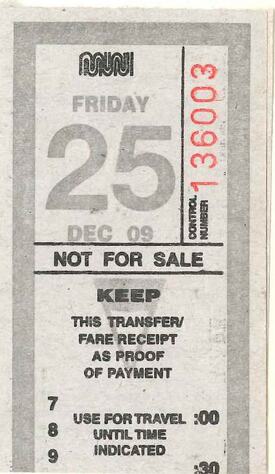 muni
FRIDAY
25
DEC 09
CONTROL NUMBER
136003
NOT FOR SALE
KEEP
THIS TRANSFER/
FARE RECEIPT
AS PROOF
OF PAYMENT
7
8
9
USE FOR TRAVEL
UNTIL TIME
INDICATED
:00
:30